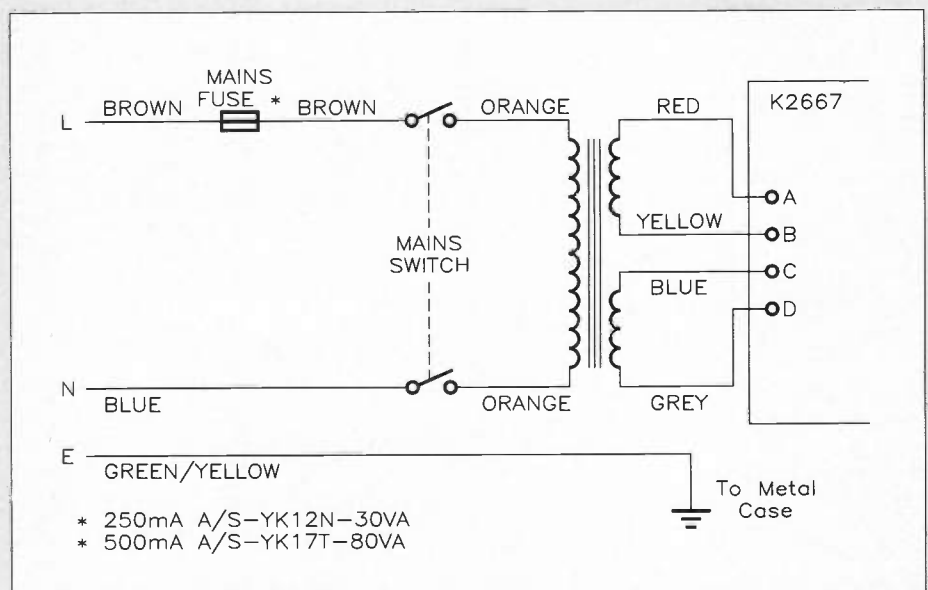 MAINS
FUSE *
BROWN
BROWN
ORANGE
RED
K2667
L
A
YELLOW
B
MAINS
SWITCH
C
BLUE
D
N
BLUE
ORANGE
GREY
E
GREEN/YELLOW
To Metal
Case
* 250mA A/S-YK12N-30VA
* 500mA A/S-YK17T-80VA